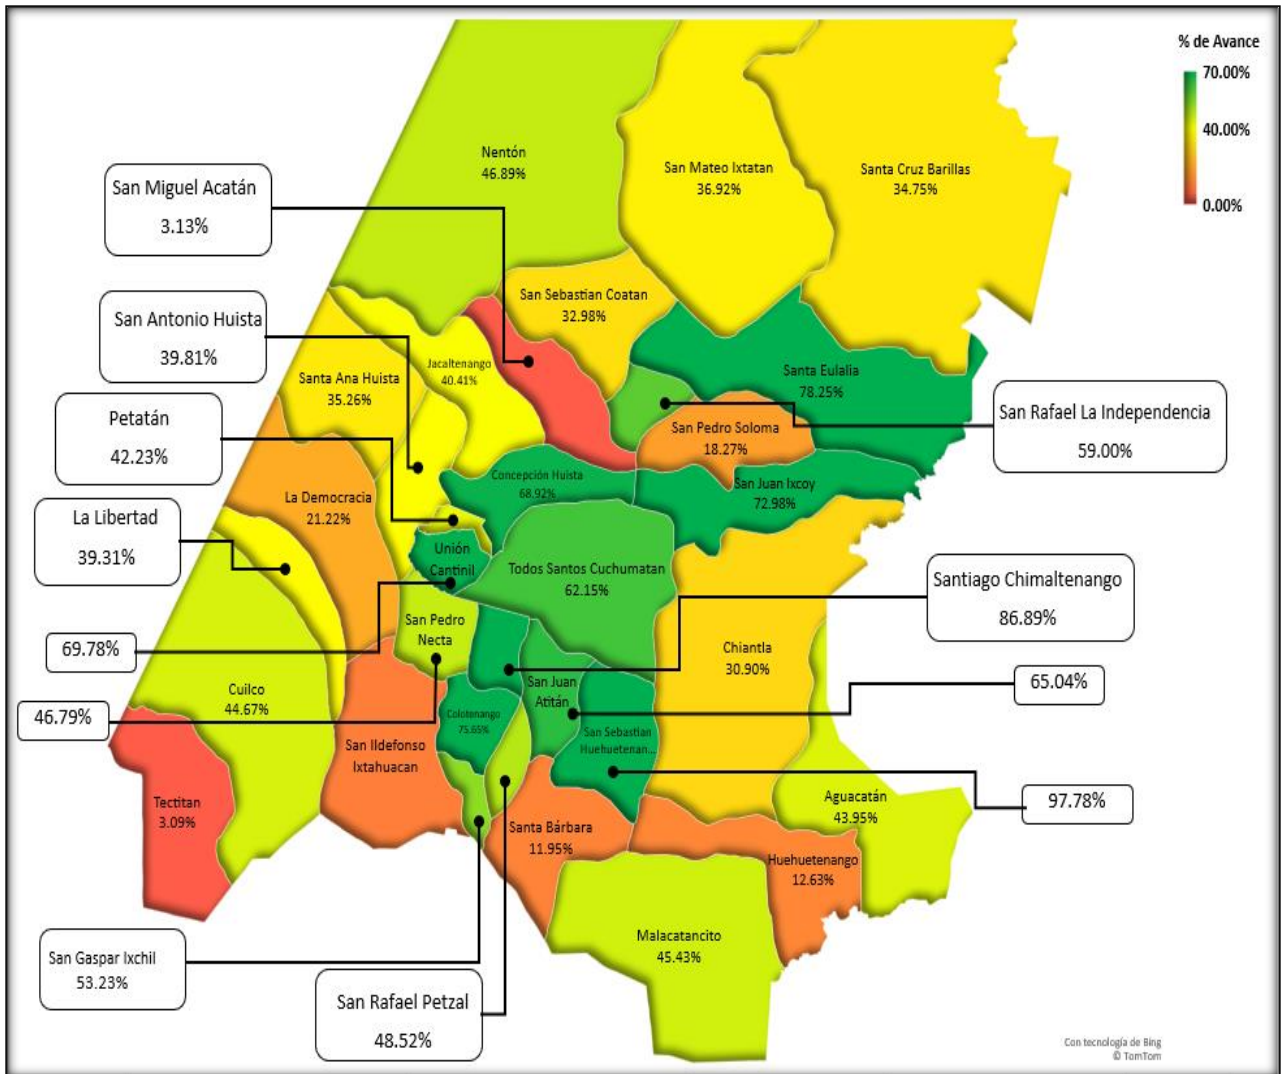 % de Avance
70.00%
40.00%
0.00%
Nentón
46.89%
San Mateo Ixtatan
36.92%
Santa Cruz Barillas
34.75%
San Miguel Acatán
3.13%
San Sebastian Coatan
32.98%
San Antonio Huista
39.81%
Jacaltenango
40.41%
Santa Ana Huista
35.26%
Santa Eulalia
78.25%
San Rafael La Independencia
59.00%
Petatán
42.23%
San Pedro Soloma
18.27%
Concepción Huista
68.92%
San Juan Ixcoy
72.98%
La Democracia
21.22%
La Libertad
39.31%
Unión
Cantinil
Todos Santos Cuchumatan
62.15%
Santiago Chimaltenango
86.89%
69.78%
San Pedro
Necta
Chiantla
30.90%
San Juan
Atitán
65.04%
46.79%
Cuilco
44.67%
Colotenango
75.65%
San Sebastian
Huehuetenan...
San Ildefonso
Ixtahuacan
97.78%
Tectitan
3.09%
Aguacatán
43.95%
Santa Bárbara
11.95%
Huehuetenango
12.63%
Malacatancito
45.43%
San Gaspar Ixchil
53.23%
San Rafael Petzal
48.52%
Con tecnología de Bing
© TomTom